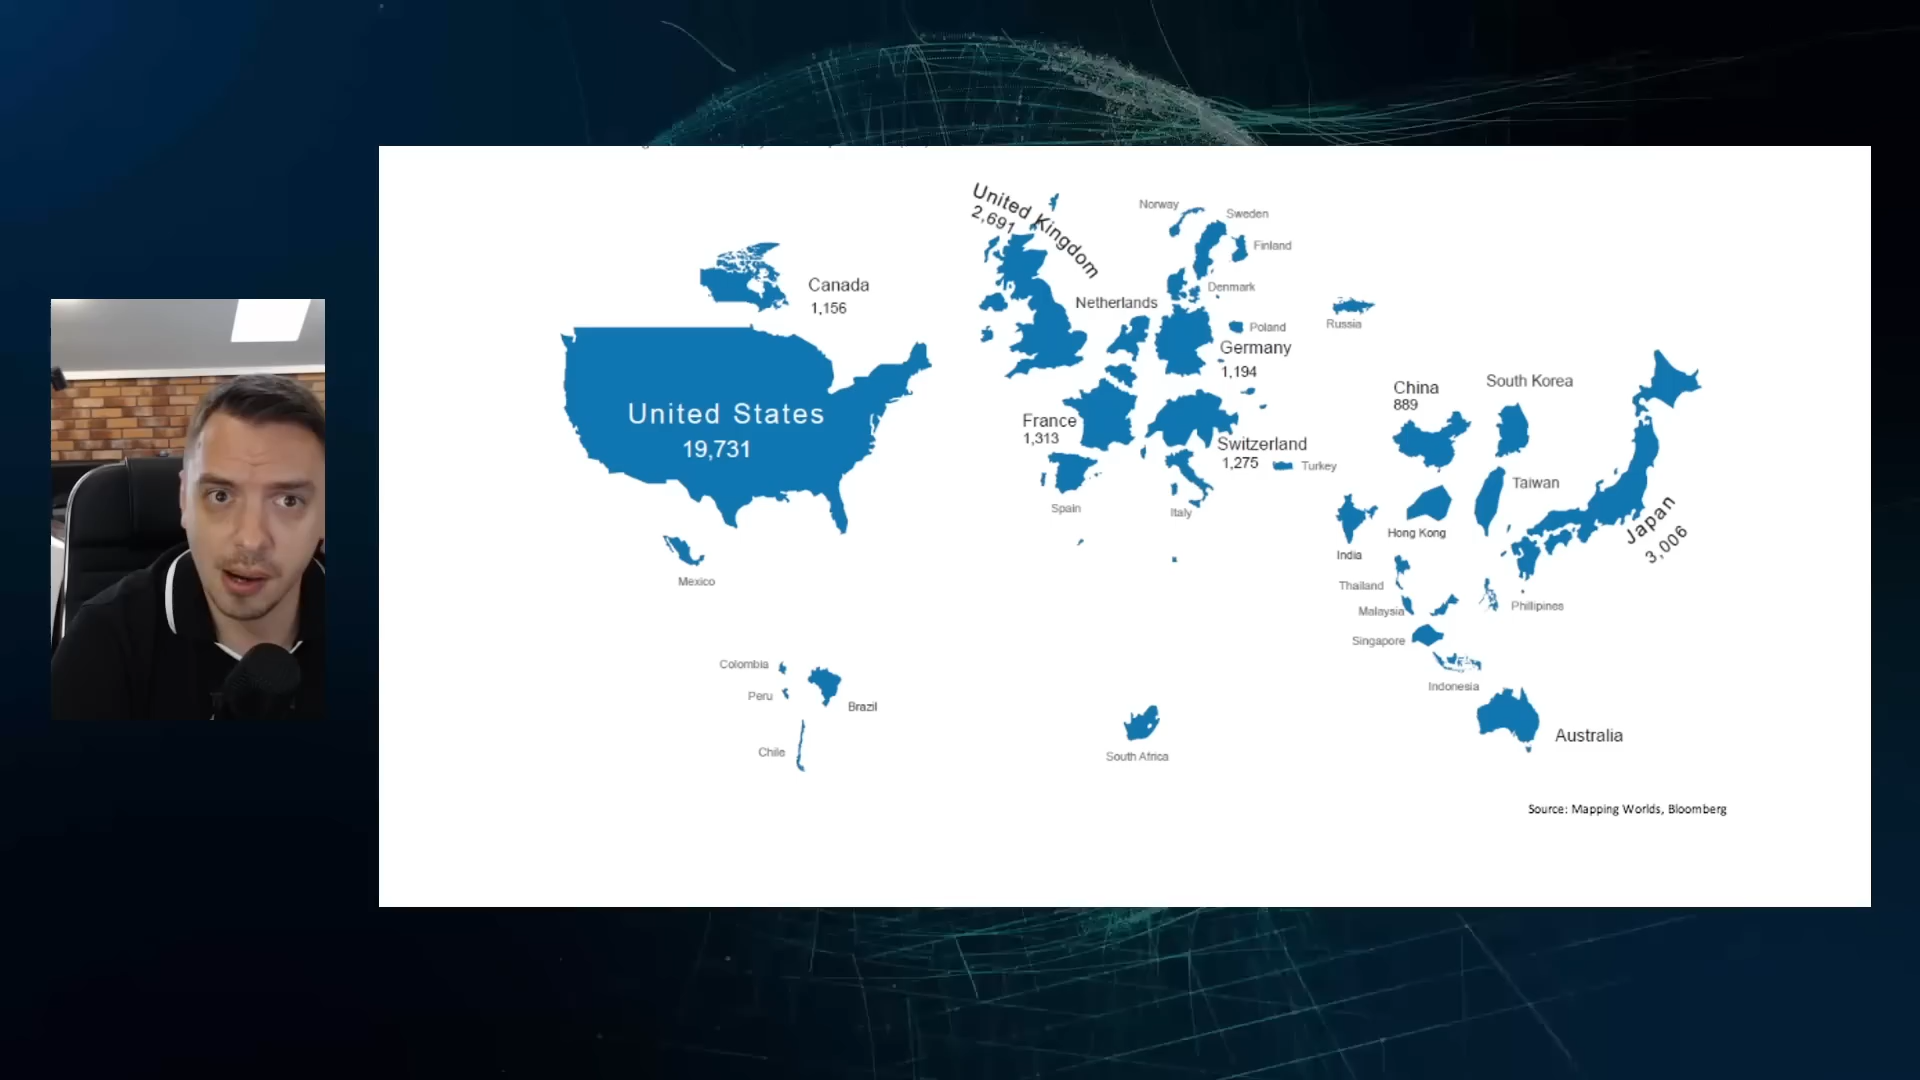 United Kingdom
2,691
Norway
Sweden
Finland
Canada
1,156
Denmark
Netherlands
Russia
Poland
Germany
1,194
United States
19,731
France
1,313
Switzerland
1,275
Turkey
China
889
South Korea
Spain
Italy
Taiwan
Hong Kong
Japan
3,006
India
Mexico
Thailand
Malaysia
Phillipines
Singapore
Indonesia
Colombia
Peru
Brazil
Chile
South Africa
Australia
Source: Mapping Worlds, Bloomberg